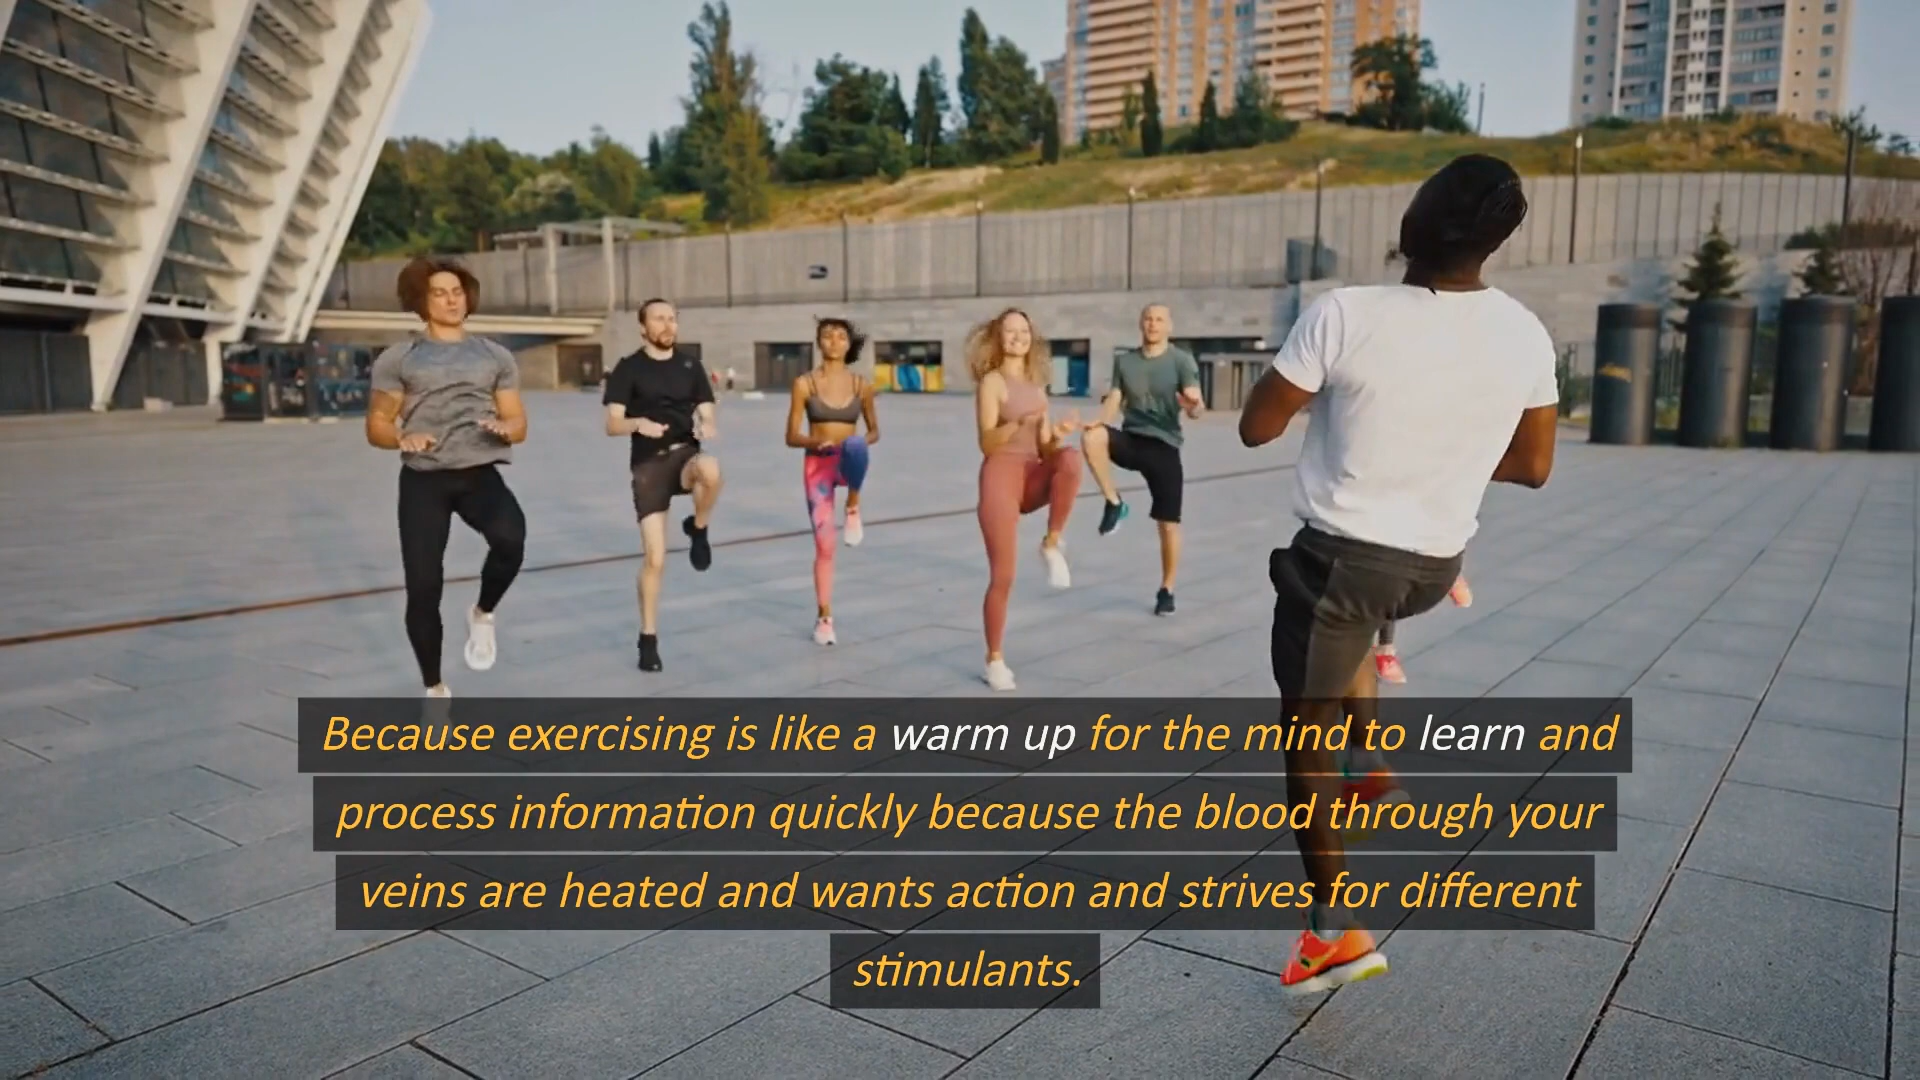 Because exercising is like a warm up for the mind to learn and
process information quickly because the blood through your
veins are heated and wants action and strives for different
stimulants.